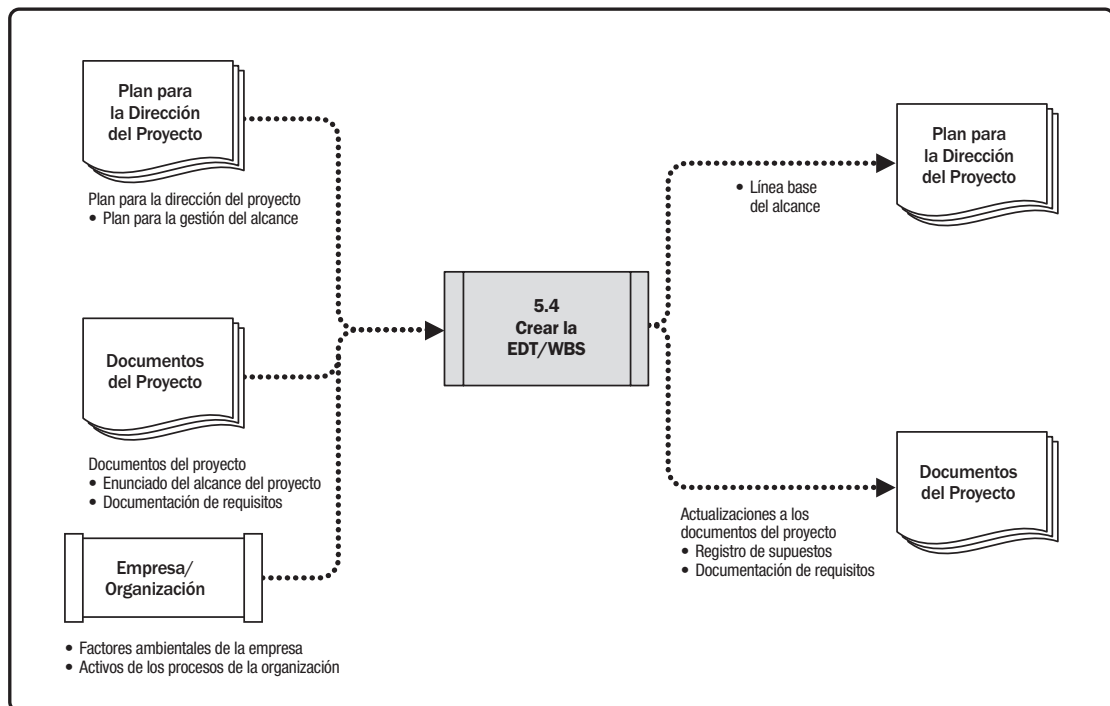 Plan para
la Dirección
del Proyecto
Plan para la dirección del proyecto
• Plan para la gestión del alcance
Documentos
del Proyecto
Documentos del proyecto
• Enunciado del alcance del proyecto
• Documentación de requisitos
Empresa/
Organización
• Factores ambientales de la empresa
• Activos de los procesos de la organización
5.4
Crear la
EDT/WBS
• Línea base
del alcance
Plan para
la Dirección
del Proyecto
Actualizaciones a los
documentos del proyecto
• Registro de supuestos
• Documentación de requisitos
Documentos
del Proyecto